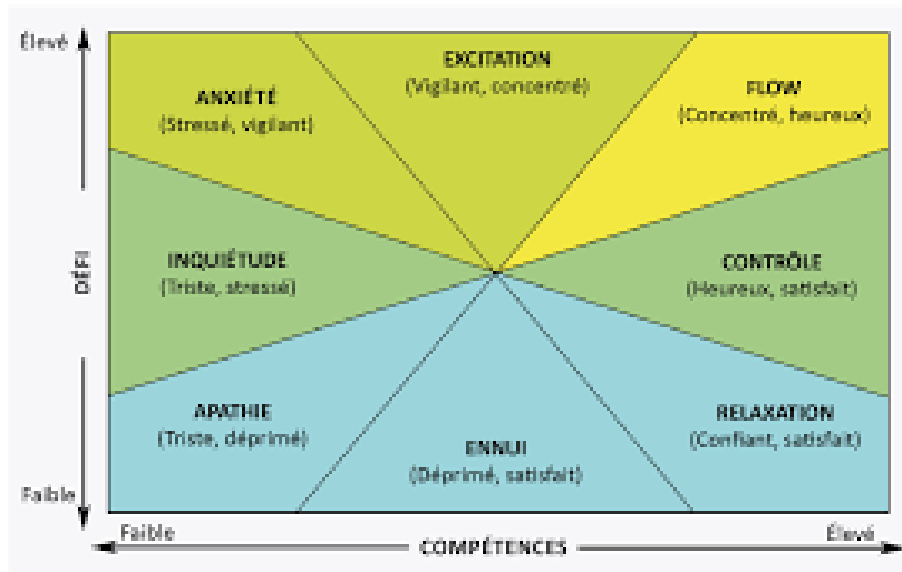 Élevé
EXCITATION
(Vigilant, concentré)
ANXIÉTÉ
(Stressé, vigilant)
FLOW
(Concentré, heureux)
DÉFI
INQUIÉTUDE
(Triste, stressé)
CONTRÔLE
(Heureux, satisfait)
APATHIE
(Triste, déprimé)
RELAXATION
(Confiant, satisfait)
ENNUI
(Déprimé, satisfait)
Faible
Faible
Élevé
COMPÉTENCES